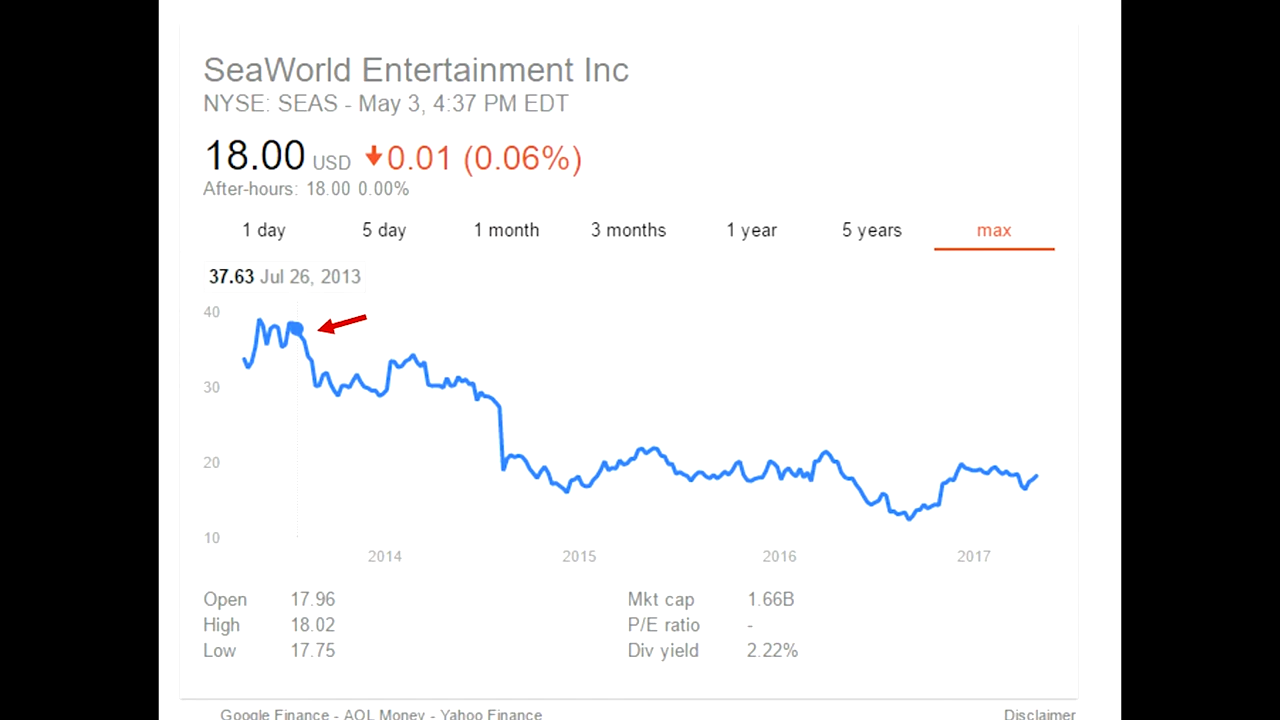 SeaWorld Entertainment Inc
NYSE: SEAS - May 3, 4:37 PM EDT
18.00 USD 0.01 (0.06%)
After-hours: 18.00 0.00%
1 day 5 day 1 month 3 months 1 year 5 years max
37.63 Jul 26, 2013
40
30
20
10
2014 2015 2016 2017
Open 17.96 Mkt cap 1.66B
High 18.02 P/E ratio -
Low 17.75 Div yield 2.22%
Google Finance - AOL Money - Yahoo Finance Disclaimer